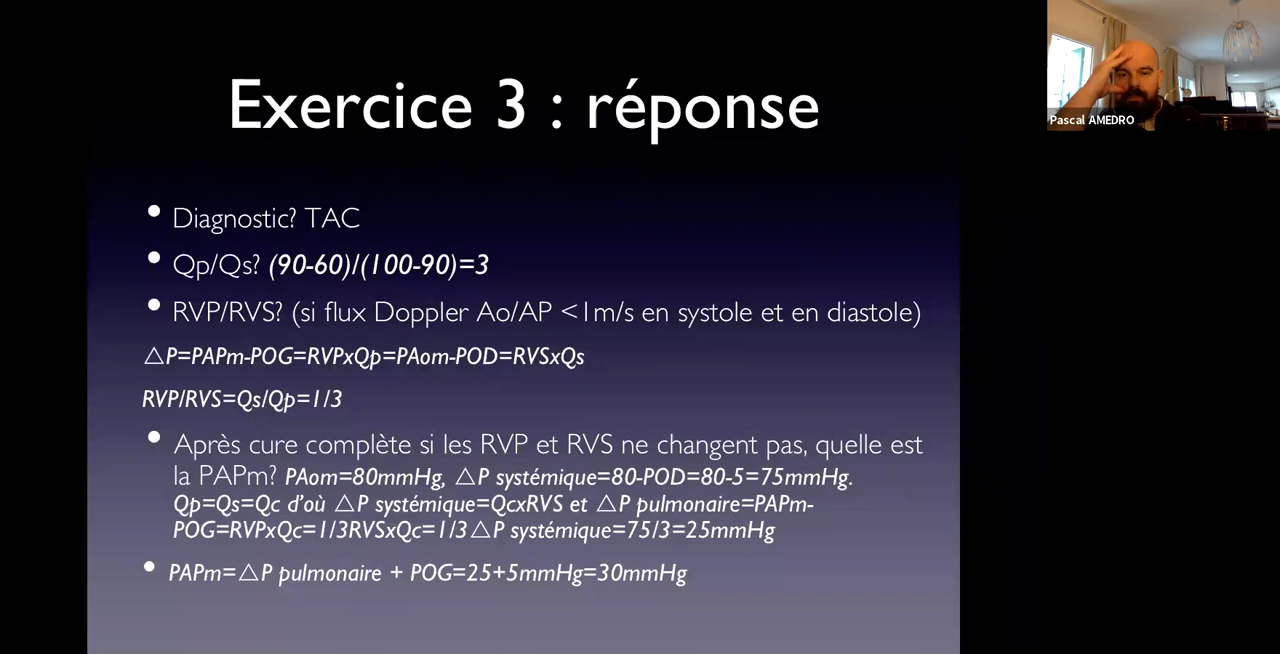 Exercice 3 : réponse
Pascal AMEDRO
• Diagnostic? TAC
• Qp/Qs? (90-60)/(100-90)=3
• RVP/RVS? (si flux Doppler Ao/AP <1m/s en systole et en diastole)
△P=PAPm-POG=RVPxQp=PAom-POD=RVSxQs
RVP/RVS=Qs/Qp=1/3
• Après cure complète si les RVP et RVS ne changent pas, quelle est
la PAPm? PAom=80mmHg, △P systémique=80-POD=80-5=75mmHg.
Qp=Qs=Qc d’où △P systémique=QcxRVS et △P pulmonaire=PAPm-
POG=RVPxQc=1/3RVSxQc=1/3△P systémique=75/3=25mmHg
• PAPm=△P pulmonaire + POG=25+5mmHg=30mmHg